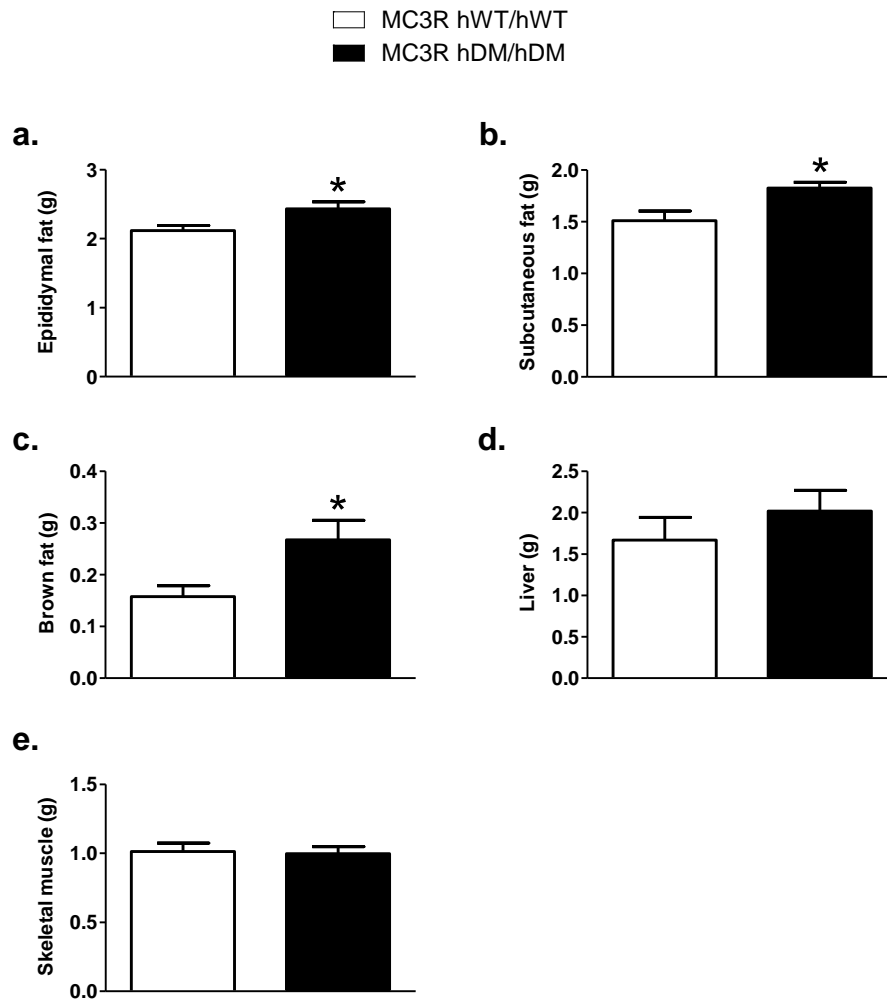 MC3R hWT/hWT
MC3R hDM/hDM
a.
Epididymal fat (g)
3
2
1
0
*
b.
Subcutaneous fat (g)
2.0
1.5
1.0
0.5
0.0
*
c.
Brown fat (g)
0.4
0.3
0.2
0.1
0.0
*
d.
Liver (g)
2.5
2.0
1.5
1.0
0.5
0.0
e.
Skeletal muscle (g)
1.5
1.0
0.5
0.0